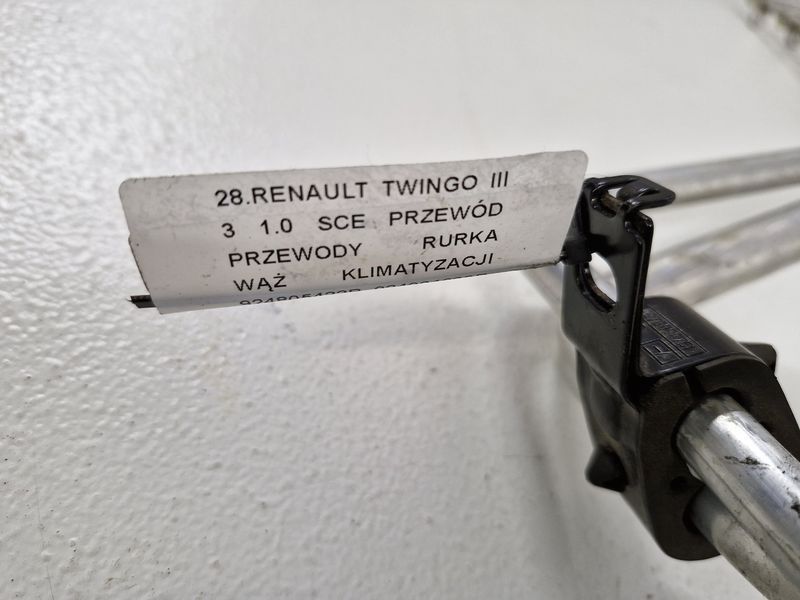 28.RENAULT TWINGO III
3 1.0 SCE PRZEWÓD
PRZEWODY RURKA
WĄŻ KLIMATYZACJI